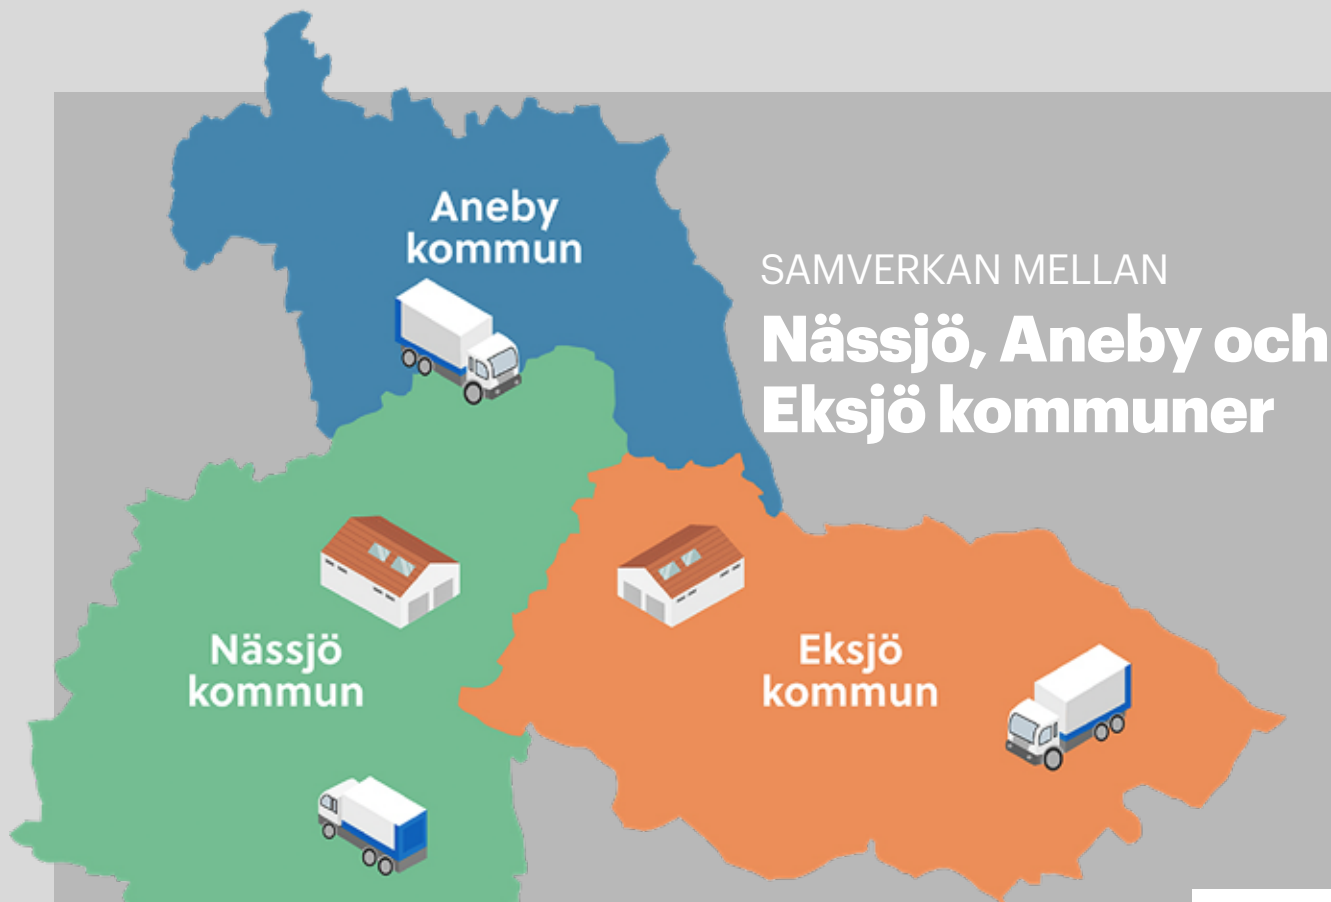 Aneby
kommun
SAMVERKAN MELLAN
Nässjö, Aneby och
Eksjö kommuner
Nässjö
kommun
Eksjö
kommun